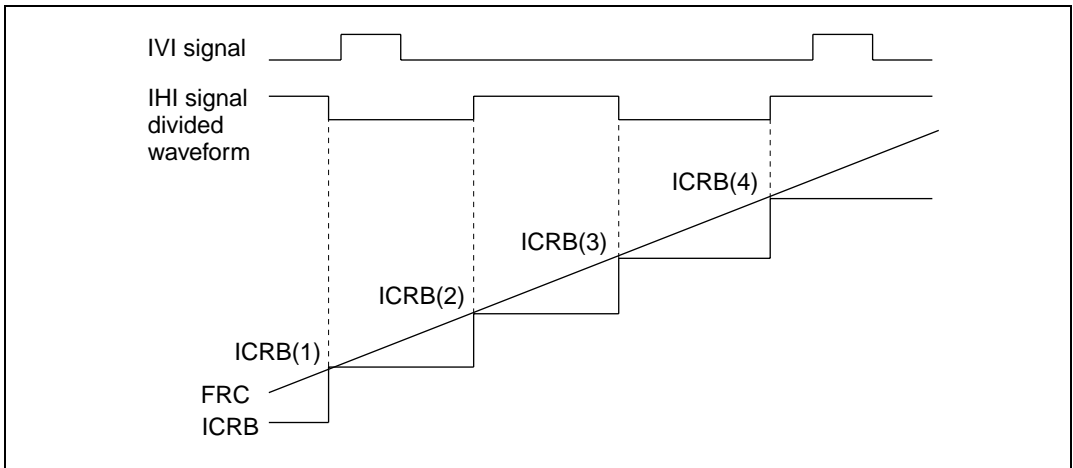 IVI signal
IHI signal
divided
waveform
ICRB(4)
ICRB(3)
ICRB(2)
ICRB(1)
FRC
ICRB